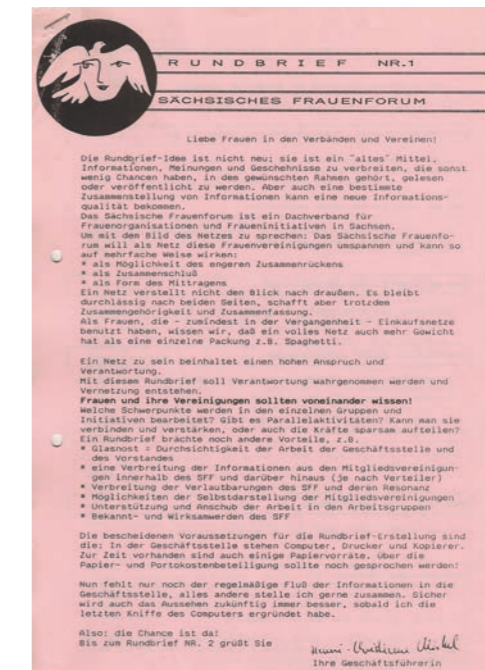 RUNDBRIEF NR.1
SÄCHSISCHES FRAUENFORUM
Liebe Frauen in den Verbänden und Vereinen!
Die Rundbrief-Idee ist nicht neu; sie ist ein "altes" Mittel,
Informationen, Meinungen und Geschehnisse zu verbreiten, die sonst
wenig Chancen haben, in dem gewünschten Rahmen gehört, gelesen
oder veröffentlicht zu werden. Aber auch eine bestimmte
Zusammenstellung von Informationen kann eine neue Informations-
qualität bekommen.
Das Sächsische Frauenforum ist ein Dachverband für
Frauenorganisationen und Fraueninitiativen in Sachsen.
Um mit dem Bild des Netzes zu sprechen: Das Sächsische Frauenfo-
rum will als Netz diese Frauenvereinigungen umspannen und kann so
auf mehrfache Weise wirken:
* als Möglichkeit des engeren Zusammenrückens
* als Zusammenschluß
* als Form des Mittragens
Ein Netz verstellt nicht den Blick nach draußen. Es bleibt
durchlässig nach beiden Seiten, schafft aber trotzdem
Zusammengehörigkeit und Zusammenfassung.
Als Frauen, die - zumindest in der Vergangenheit - Einkaufsnetze
benutzt haben, wissen wir, daß ein volles Netz auch mehr Gewicht
hat als eine einzelne Packung z.B. Spaghetti.
Ein Netz zu sein beinhaltet einen hohen Anspruch und
Verantwortung.
Mit diesem Rundbrief soll Verantwortung wahrgenommen werden und
Vernetzung entstehen.
Frauen und ihre Vereinigungen sollten voneinander wissen!
Welche Schwerpunkte werden in den einzelnen Gruppen und
Initiativen bearbeitet? Gibt es Parallelaktivitäten? Kann man sie
verbinden und verstärken, oder auch die Kräfte sparsam aufteilen?
Ein Rundbrief brächte noch andere Vorteile, z.B.
* Glasnost = Durchsichtigkeit der Arbeit der Geschäftsstelle und
des Vorstandes
* eine Verbreitung der Informationen aus den Mitgliedsvereinigun-
gen innerhalb des SFF und darüber hinaus (je nach Verteiler)
* Verbreitung der Verlautbarungen des SFF und deren Resonanz
* Möglichkeiten der Selbstdarstellung der Mitgliedsvereinigungen
* Unterstützung und Anschub der Arbeit in den Arbeitsgruppen
* Bekannt- und Wirksamwerden des SFF
Die bescheidenen Voraussetzungen für die Rundbrief-Erstellung sind
die: In der Geschäftsstelle stehen Computer, Drucker und Kopierer.
Zur Zeit vorhanden sind auch einige Papiervorräte, über die
Papier- und Portokostenbeteiligung sollte noch gesprochen werden!
Nun fehlt nur noch der regelmäßige Fluß der Informationen in die
Geschäftsstelle, alles andere stelle ich gerne zusammen. Sicher
wird auch das Aussehen zukünftig immer besser, sobald ich die
letzten Kniffe des Computers ergründet habe.
Also: die Chance ist da!
Bis zum Rundbrief NR. 2 grüßt Sie
Ihre Geschäftsführerin